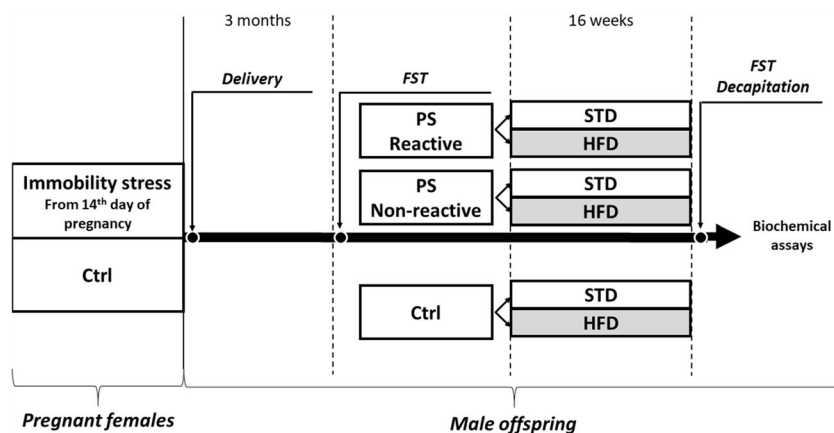 3 months
16 weeks
Delivery
FST
FST
Decapitation
PS
Reactive
STD
HFD
PS
Non-reactive
STD
HFD
Immobility stress
From 14th day of
pregnancy
Ctrl
Biochemical
assays
Ctrl
STD
HFD
Pregnant females
Male offspring